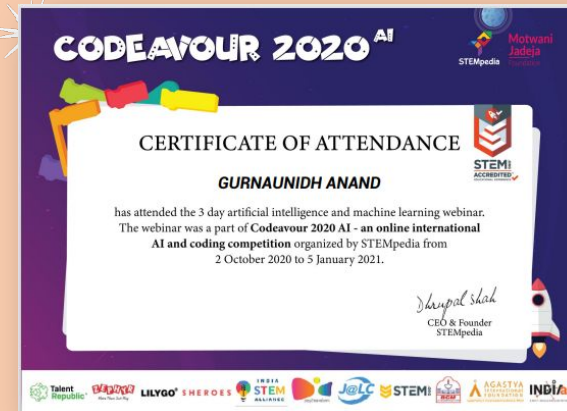 CODEAVOUR 2020 AI
STEMpedia
Motwani
Jadeja
Foundation
CERTIFICATE OF ATTENDANCE
STEM
ACCREDITED
GURNAUNIDH ANAND
has attended the 3 day artificial intelligence and machine learning webinar.
The webinar was a part of Codeavour 2020 AI - an online international
AI and coding competition organized by STEMpedia from
2 October 2020 to 5 January 2021.
Dhrupal Shah
CEO & Founder
STEMpedia
Talent
Republic
LILYGO
SHEROES
INDIA
STEM
ALLIANCE
J@LC
STEM
AGASTYA
INTERNATIONAL
FOUNDATION
INDIA